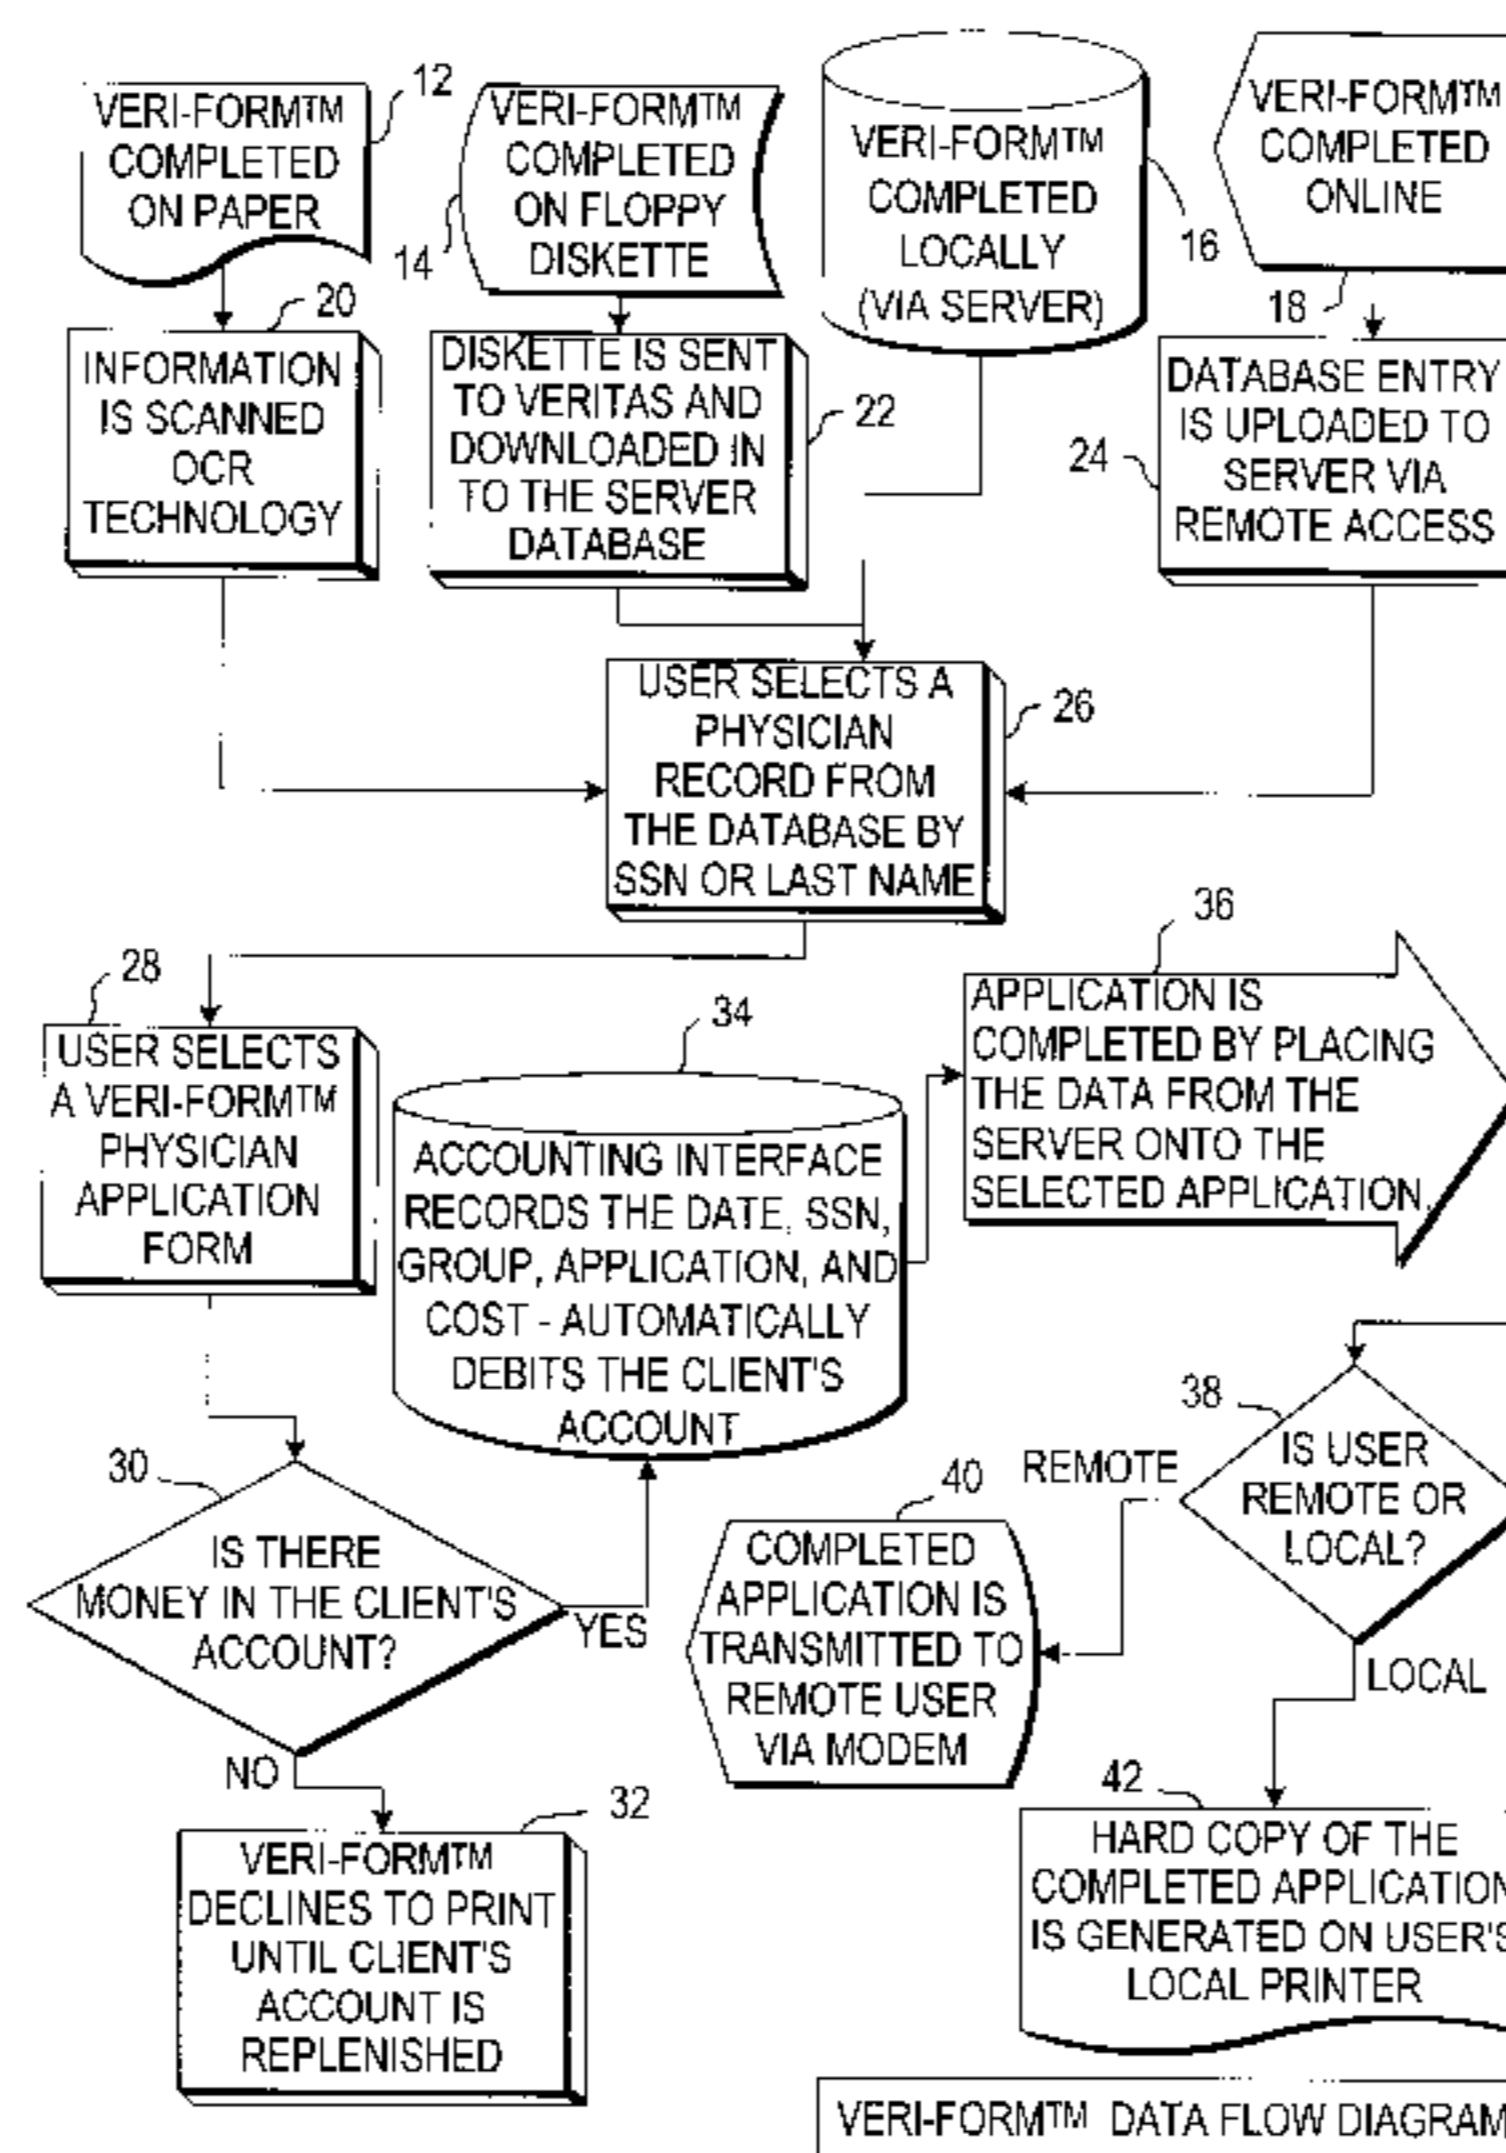 VERI-FORM™
COMPLETED
ON PAPER
12
VERI-FORM™
COMPLETED
ON FLOPPY
DISKETTE
14
VERI-FORM™
COMPLETED
LOCALLY
(VIA SERVER)
16
VERI-FORM™
COMPLETED
ONLINE
18
20
INFORMATION
IS SCANNED
OCR
TECHNOLOGY
DISKETTE IS SENT
TO VERITAS AND
DOWNLOADED IN
TO THE SERVER
DATABASE
22
24
DATABASE ENTRY
IS UPLOADED TO
SERVER VIA
REMOTE ACCESS
USER SELECTS A
PHYSICIAN
RECORD FROM
THE DATABASE BY
SSN OR LAST NAME
26
28
USER SELECTS
A VERI-FORM™
PHYSICIAN
APPLICATION
FORM
34
ACCOUNTING INTERFACE
RECORDS THE DATE, SSN,
GROUP, APPLICATION, AND
COST - AUTOMATICALLY
DEBITS THE CLIENT'S
ACCOUNT
36
APPLICATION IS
COMPLETED BY PLACING
THE DATA FROM THE
SERVER ONTO THE
SELECTED APPLICATION.
30
IS THERE
MONEY IN THE CLIENT'S
ACCOUNT?
YES
NO
32
VERI-FORM™
DECLINES TO PRINT
UNTIL CLIENT'S
ACCOUNT IS
REPLENISHED
38
IS USER
REMOTE OR
LOCAL?
REMOTE
LOCAL
40
COMPLETED
APPLICATION IS
TRANSMITTED TO
REMOTE USER
VIA MODEM
42
HARD COPY OF THE
COMPLETED APPLICATION
IS GENERATED ON USER'S
LOCAL PRINTER
VERI-FORM™ DATA FLOW DIAGRAM